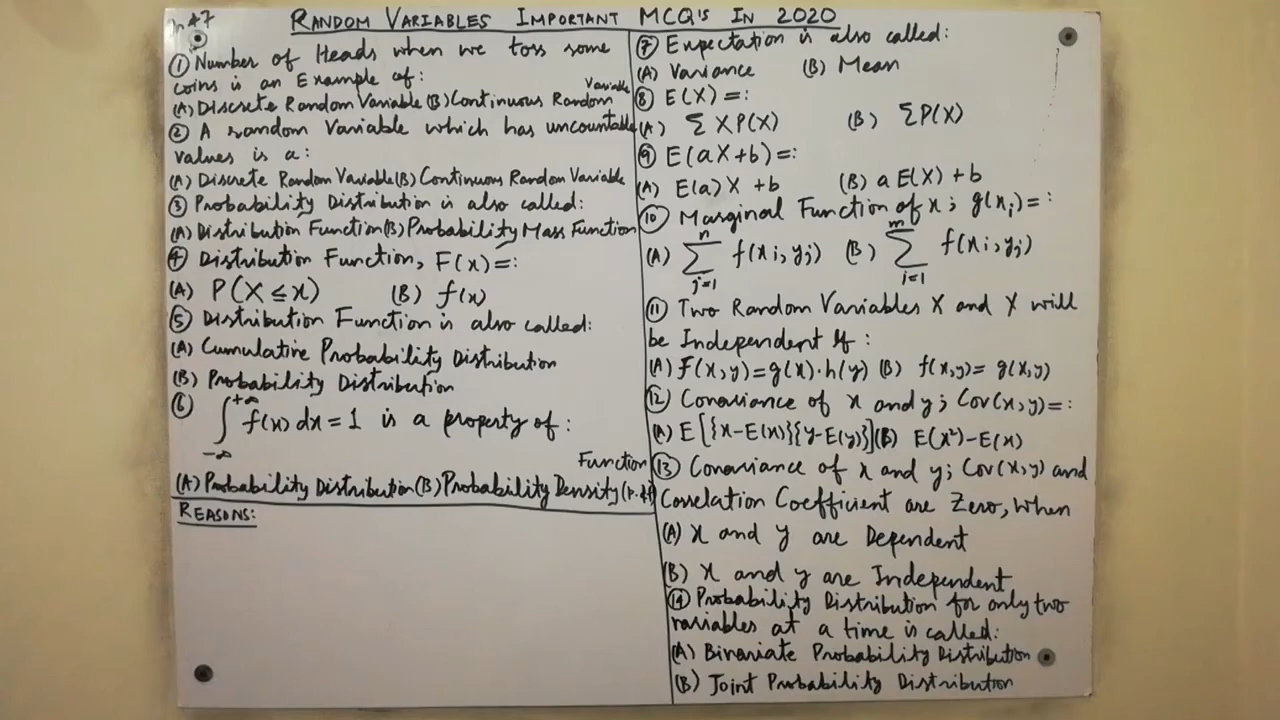 RANDOM VARIABLES IMPORTANT MCQ'S IN 2020
① Number of Heads when we toss some
coins is an Example of:
(A) Discrete Random Variable (B) Continuous Random Variable
② A random Variable which has uncountable
values is a:
(A) Discrete Random Variable (B) Continuous Random Variable
③ Probability Distribution is also called:
(A) Distribution Function (B) Probability Mass Function
④ Distribution Function, F(x)=:
(A) P(X ≤ x) (B) f(x)
⑤ Distribution Function is also called:
(A) Cumulative Probability Distribution
(B) Probability Distribution
⑥ ∫_{-∞}^{+∞} f(x) dx = 1 is a property of:
(A) Probability Distribution (B) Probability Density Function (P.df)
REASONS:
⑦ Expectation is also called:
(A) Variance (B) Mean
⑧ E(X) =:
(A) Σ XP(X) (B) ΣP(X)
⑨ E(aX+b)=:
(A) E(a)X + b (B) a E(X) + b
⑩ Marginal Function of x; g(xi)=:
(A) Σ_{j=1}^{n} f(xi, yj) (B) Σ_{i=1}^{m} f(xi, yj)
⑪ Two Random Variables X and Y will
be Independent If:
(A) F(x,y)=g(x)·h(y) (B) f(x,y)= g(x,y)
⑫ Covariance of x and y; Cov(x,y)=:
(A) E[{x-E(x)}{y-E(y)}] (B) E(x²)-E(x)
⑬ Covariance of x and y; Cov(x,y) and
Correlation Coefficient are Zero, When
(A) x and y are Dependent
(B) x and y are Independent
⑭ Probability Distribution for only two
variables at a time is called:
(A) Bivariate Probability Distribution
(B) Joint Probability Distribution